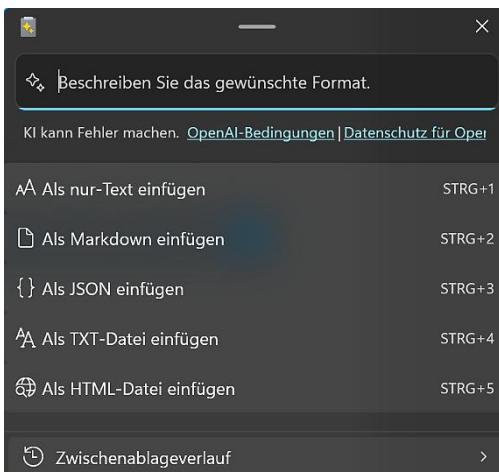 Beschreiben Sie das gewünschte Format.
KI kann Fehler machen. OpenAI-Bedingungen | Datenschutz für
Als nur-Text einfügen STRG+1
Als Markdown einfügen STRG+2
{} Als JSON einfügen STRG+3
Als TXT-Datei einfügen STRG+4
Als HTML-Datei einfügen STRG+5
Zwischenablageverlauf